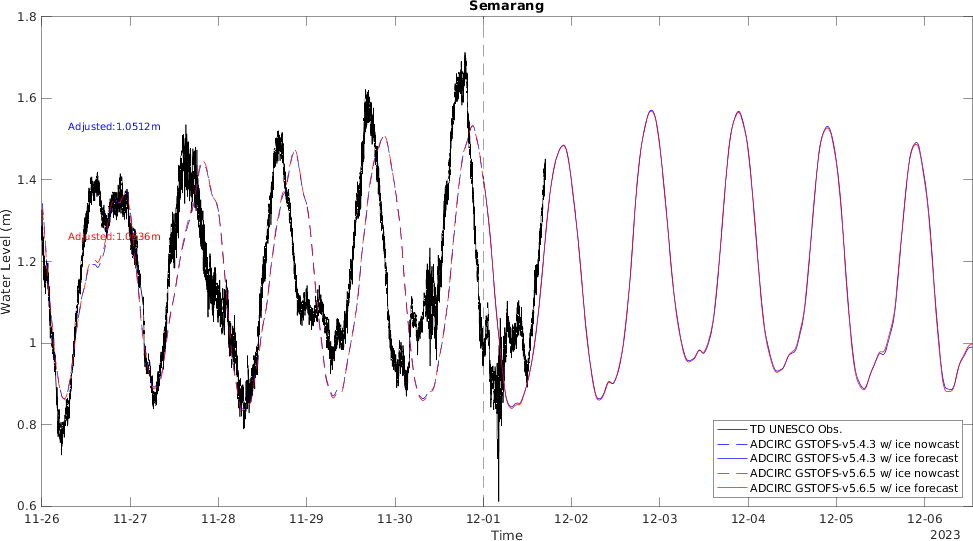 Semarang
Water Level (m)
1.8
1.6
1.4
1.2
1
0.8
0.6
Adjusted:1.0512m
11-26
11-27
11-28
11-29
11-30
12-01
12-02
12-03
12-04
12-05
12-06
Time
2023
TD UNESCO Obs.
ADCIRC GSTOFS-v5.4.3 w/ ice nowcast
ADCIRC GSTOFS-v5.4.3 w/ ice forecast
ADCIRC GSTOFS-v5.6.5 w/ ice nowcast
ADCIRC GSTOFS-v5.6.5 w/ ice forecast